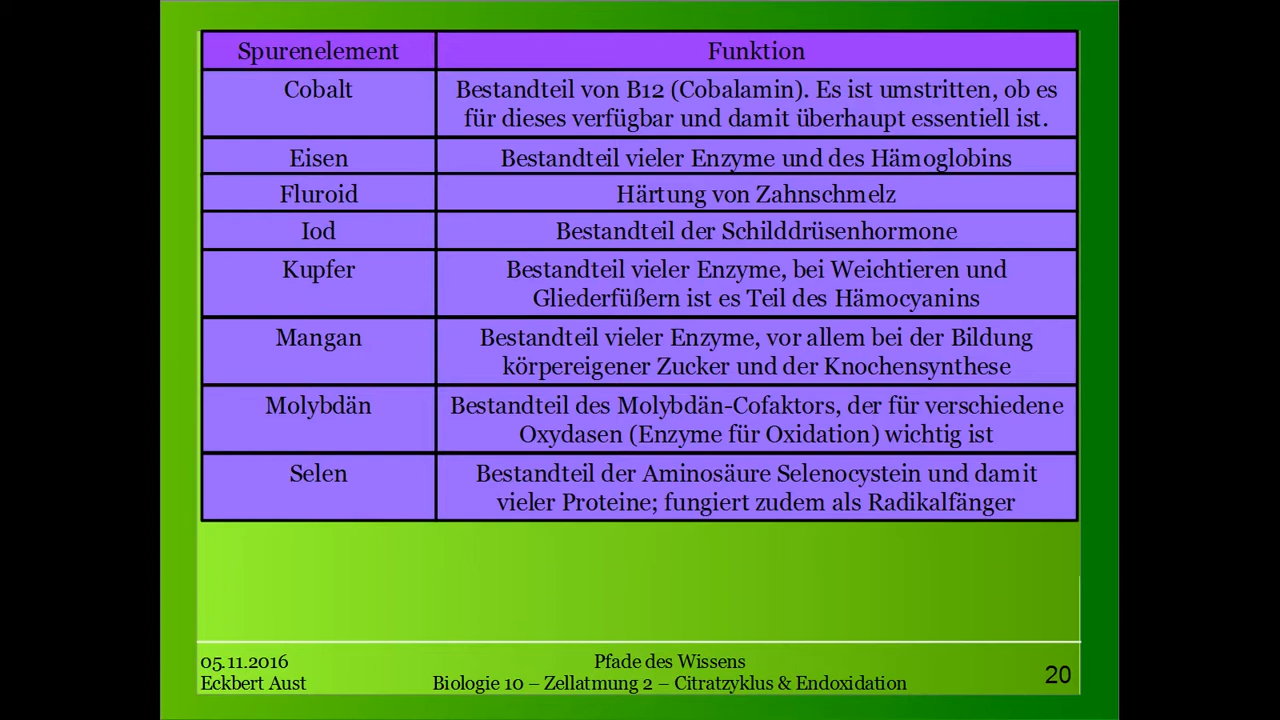 Spurenelement Funktion
Cobalt Bestandteil von B12 (Cobalamin). Es ist umstritten, ob es
für dieses verfügbar und damit überhaupt essentiell ist.
Eisen Bestandteil vieler Enzyme und des Hämoglobins
Fluroid Härtung von Zahnschmelz
Iod Bestandteil der Schilddrüsenhormone
Kupfer Bestandteil vieler Enzyme, bei Weichtieren und
Gliederfüßern ist es Teil des Hämocyanins
Mangan Bestandteil vieler Enzyme, vor allem bei der Bildung
körpereigener Zucker und der Knochensynthese
Molybdän Bestandteil des Molybdän-Cofaktors, der für verschiedene
Oxydasen (Enzyme für Oxidation) wichtig ist
Selen Bestandteil der Aminosäure Selenocystein und damit
vieler Proteine; fungiert zudem als Radikalfänger
05.11.2016 Pfade des Wissens
Eckbert Aust Biologie 10 – Zellatmung 2 – Citratzyklus & Endoxidation 20